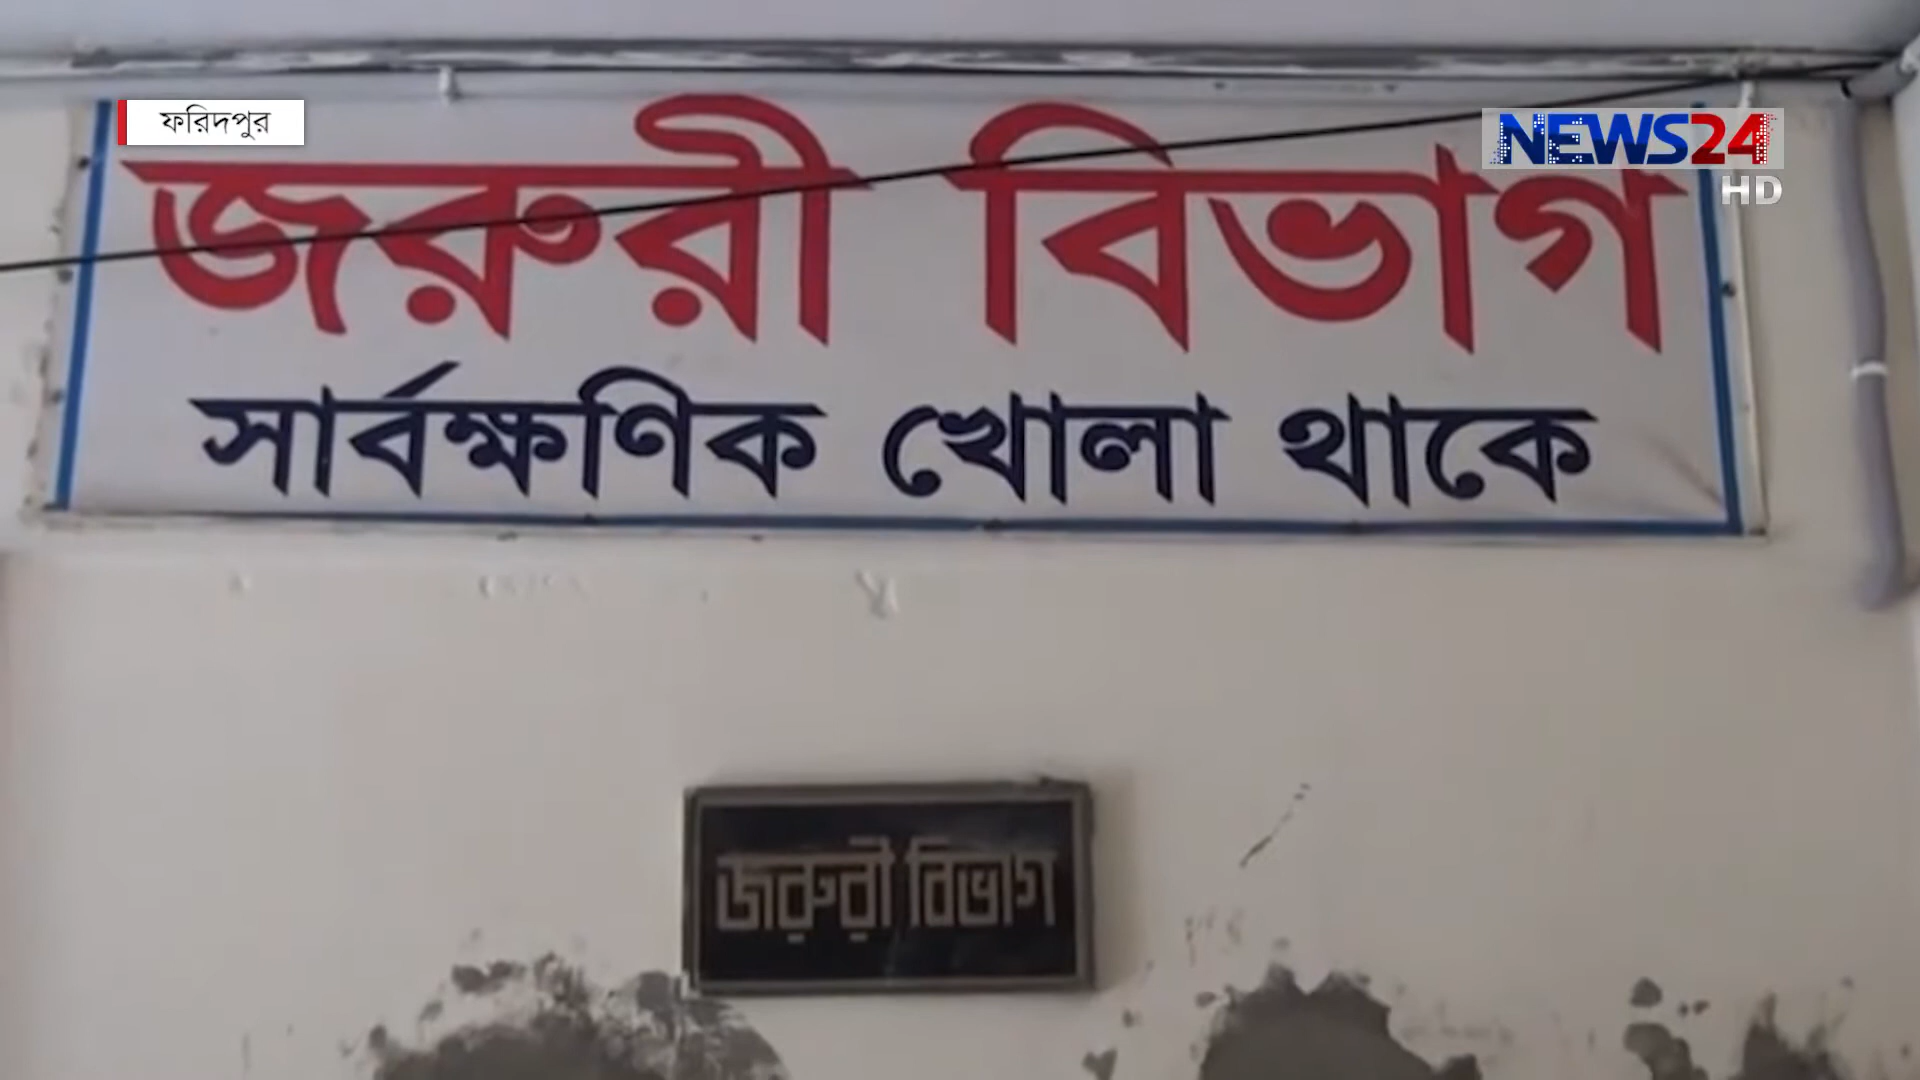 ফরিদপুর
NEWS24
HD
জরুরী বিভাগ
সার্বক্ষণিক খোলা থাকে
জরুরী বিভাগ